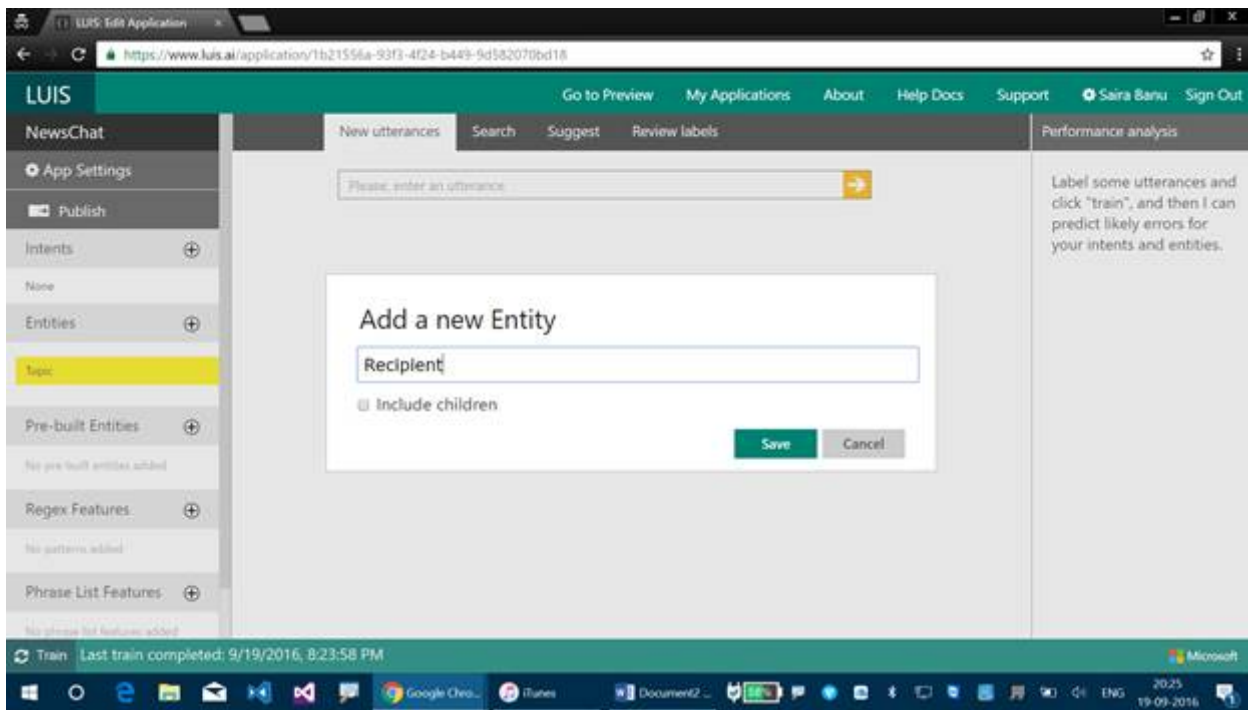 LUIS: Edit Application
https://www.luis.ai/application/1b21556a-93f3-4f24-b449-9d582070bd18
LUIS
Go to Preview My Applications About Help Docs Support Saira Banu Sign Out
NewsChat
New utterances Search Suggest Review labels
Performance analysis
App Settings
Please, enter an utterance
Label some utterances and
click "train", and then I can
predict likely errors for
your intents and entities.
Publish
Intents
None
Entities
Topic
Add a new Entity
Recipient
Include children
Save Cancel
Pre-built Entities
No pre built entities added
Regex Features
No patterns added
Phrase List Features
No phrase list features added
Train Last train completed: 9/19/2016, 8:23:58 PM
Microsoft
Google Chro... iTunes Document2 ... ENG 20:25
19-09-2016